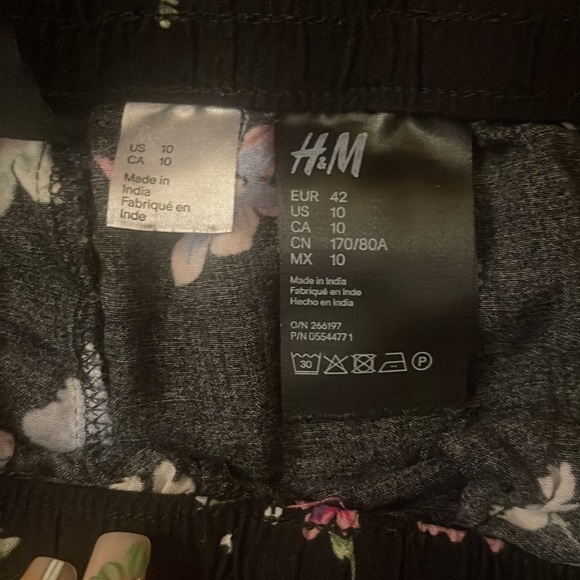 US 10
CA 10
Made in
India
Fabriqué en
Inde
H&M
EUR 42
US 10
CA 10
CN 170/80A
MX 10
Made in India
Fabriqué en Inde
Hecho en India
O/N 266197
P/N 05544771
30 P